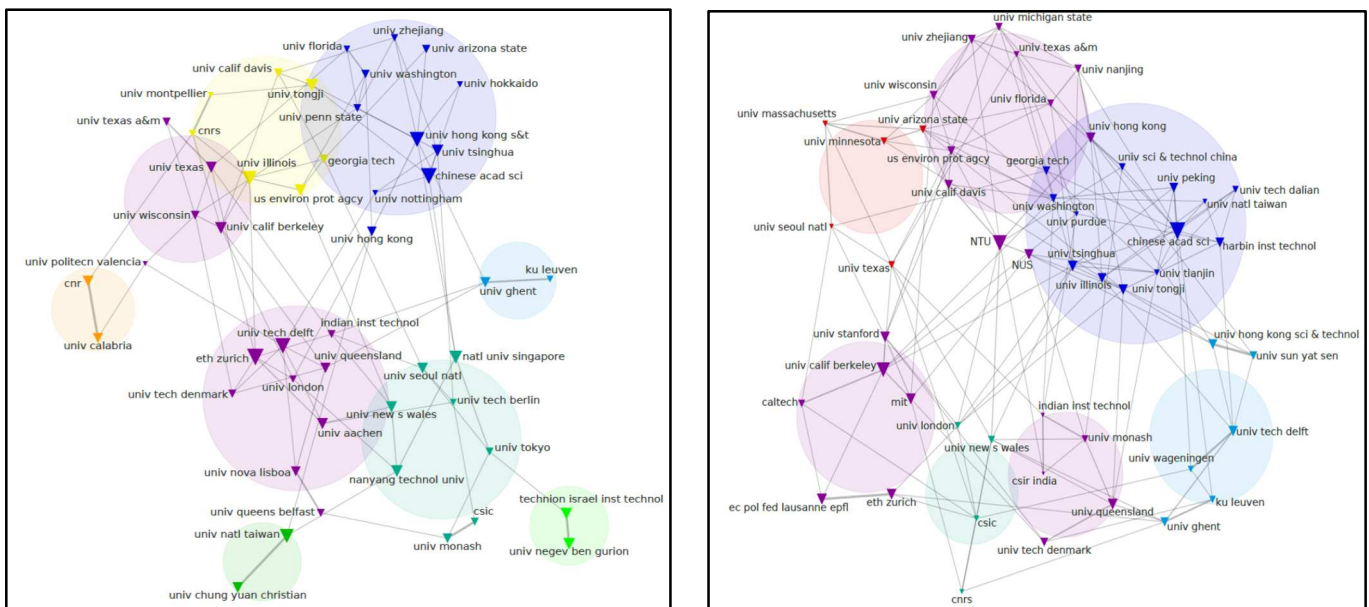 univ zhejiang
univ florida
univ arizona state
univ calif davis
univ washington
univ hokkaido
univ tongji
univ montpellier
univ penn state
univ texas a&m
cnrs
univ hong kong s&t
univ tsinghua
univ illinois
georgia tech
univ texas
chinese acad sci
us environ prot agcy
univ nottingham
univ wisconsin
univ calif berkeley
univ hong kong
univ politecn valencia
cnr
ku leuven
univ ghent
univ calabria
indian inst technol
univ tech delft
eth zurich
univ queensland
natl univ singapore
univ seoul natl
univ london
univ tech denmark
univ tech berlin
univ new s wales
univ aachen
univ tokyo
univ nova lisboa
nanyang technol univ
technion israel inst technol
univ queens belfast
csic
univ natl taiwan
univ monash
univ negev ben gurion
univ chung yuan christian
univ michigan state
univ zhejiang
univ texas a&m
univ nanjing
univ wisconsin
univ florida
univ massachusetts
univ arizona state
univ hong kong
univ minnesota
us environ prot agcy
georgia tech
univ sci & technol china
univ peking
univ calif davis
univ tech dalian
univ washington
univ natl taiwan
univ purdue
univ seoul natl
NTU
chinese acad sci
harbin inst technol
NUS
univ tsinghua
univ texas
univ tianjin
univ illinois
univ tongji
univ stanford
univ hong kong sci & technol
univ sun yat sen
univ calif berkeley
caltech
mit
indian inst technol
univ london
univ monash
univ tech delft
univ new s wales
univ wageningen
csir india
ec pol fed lausanne epfl
eth zurich
ku leuven
univ queensland
csic
univ ghent
univ tech denmark
cnrs